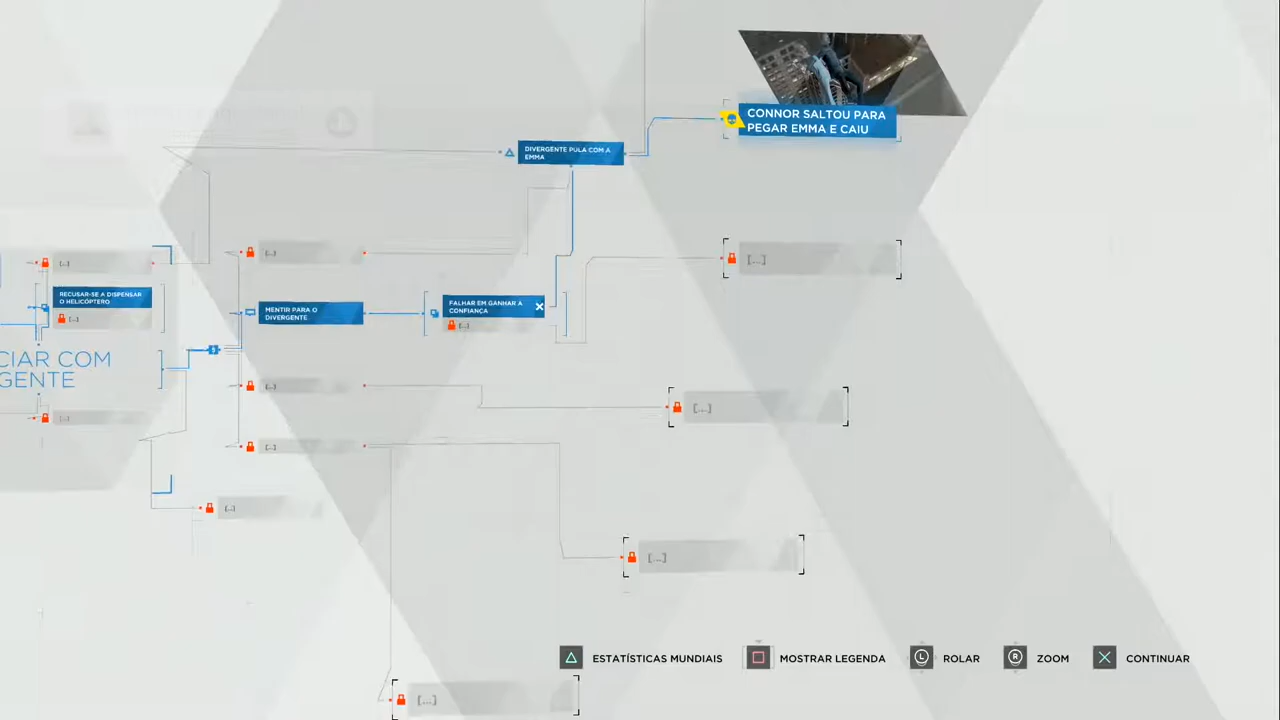 CONNOR SALTOU PARA
PEGAR EMMA E CAIU
DIVERGENTE PULA COM A
EMMA
[...]
[...]
[...]
RECUSAR-SE A DISPENSAR
O HELICÓPTERO
[...]
MENTIR PARA O
DIVERGENTE
FALHAR EM GANHAR A
CONFIANÇA
[...]
CIAR COM
GENTE
[...]
[...]
[...]
[...]
[...]
[...]
[...]
ESTATÍSTICAS MUNDIAIS
MOSTRAR LEGENDA
L
ROLAR
R
ZOOM
CONTINUAR